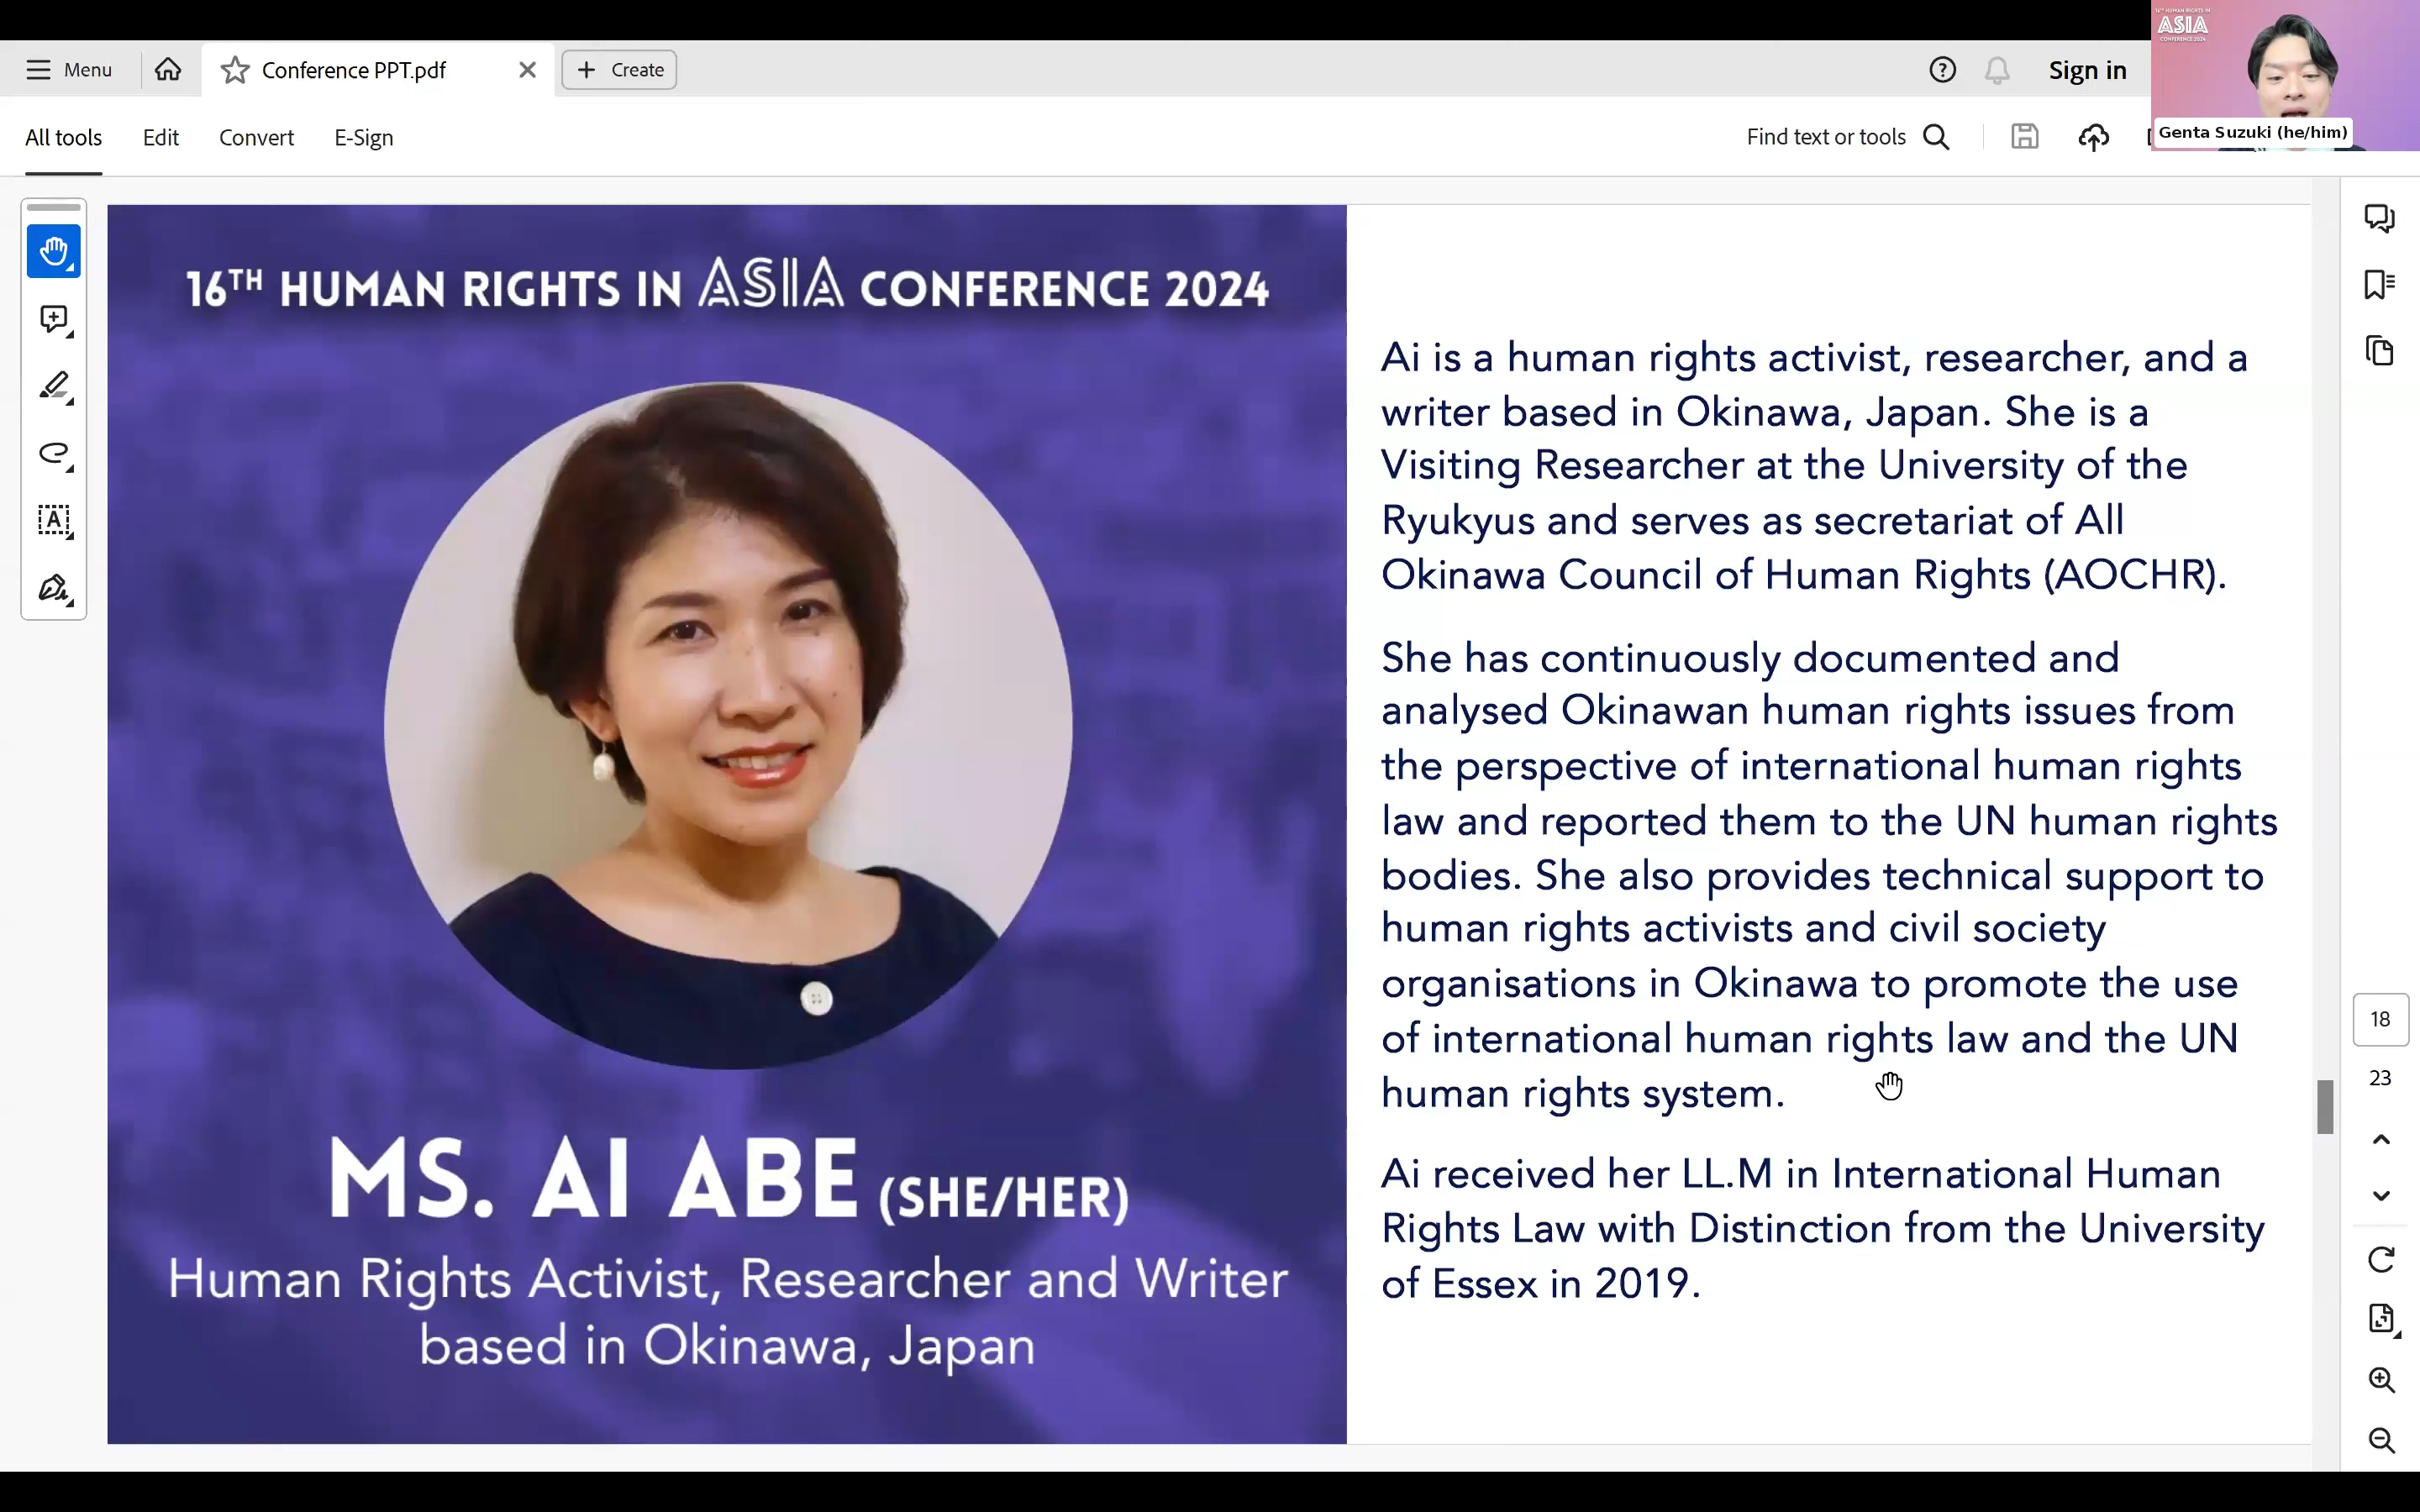 Menu
Conference PPT.pdf
Create
Sign in
All tools
Edit
Convert
E-Sign
Find text or tools
16TH HUMAN RIGHTS IN
ASIA
CONFERENCE 2024
Genta Suzuki (he/him)
16TH HUMAN RIGHTS IN ASIA CONFERENCE 2024
MS. AI ABE (SHE/HER)
Human Rights Activist, Researcher and Writer
based in Okinawa, Japan
Ai is a human rights activist, researcher, and a
writer based in Okinawa, Japan. She is a
Visiting Researcher at the University of the
Ryukyus and serves as secretariat of All
Okinawa Council of Human Rights (AOCHR).
She has continuously documented and
analysed Okinawan human rights issues from
the perspective of international human rights
law and reported them to the UN human rights
bodies. She also provides technical support to
human rights activists and civil society
organisations in Okinawa to promote the use
of international human rights law and the UN
human rights system.
Ai received her LL.M in International Human
Rights Law with Distinction from the University
of Essex in 2019.
18
23